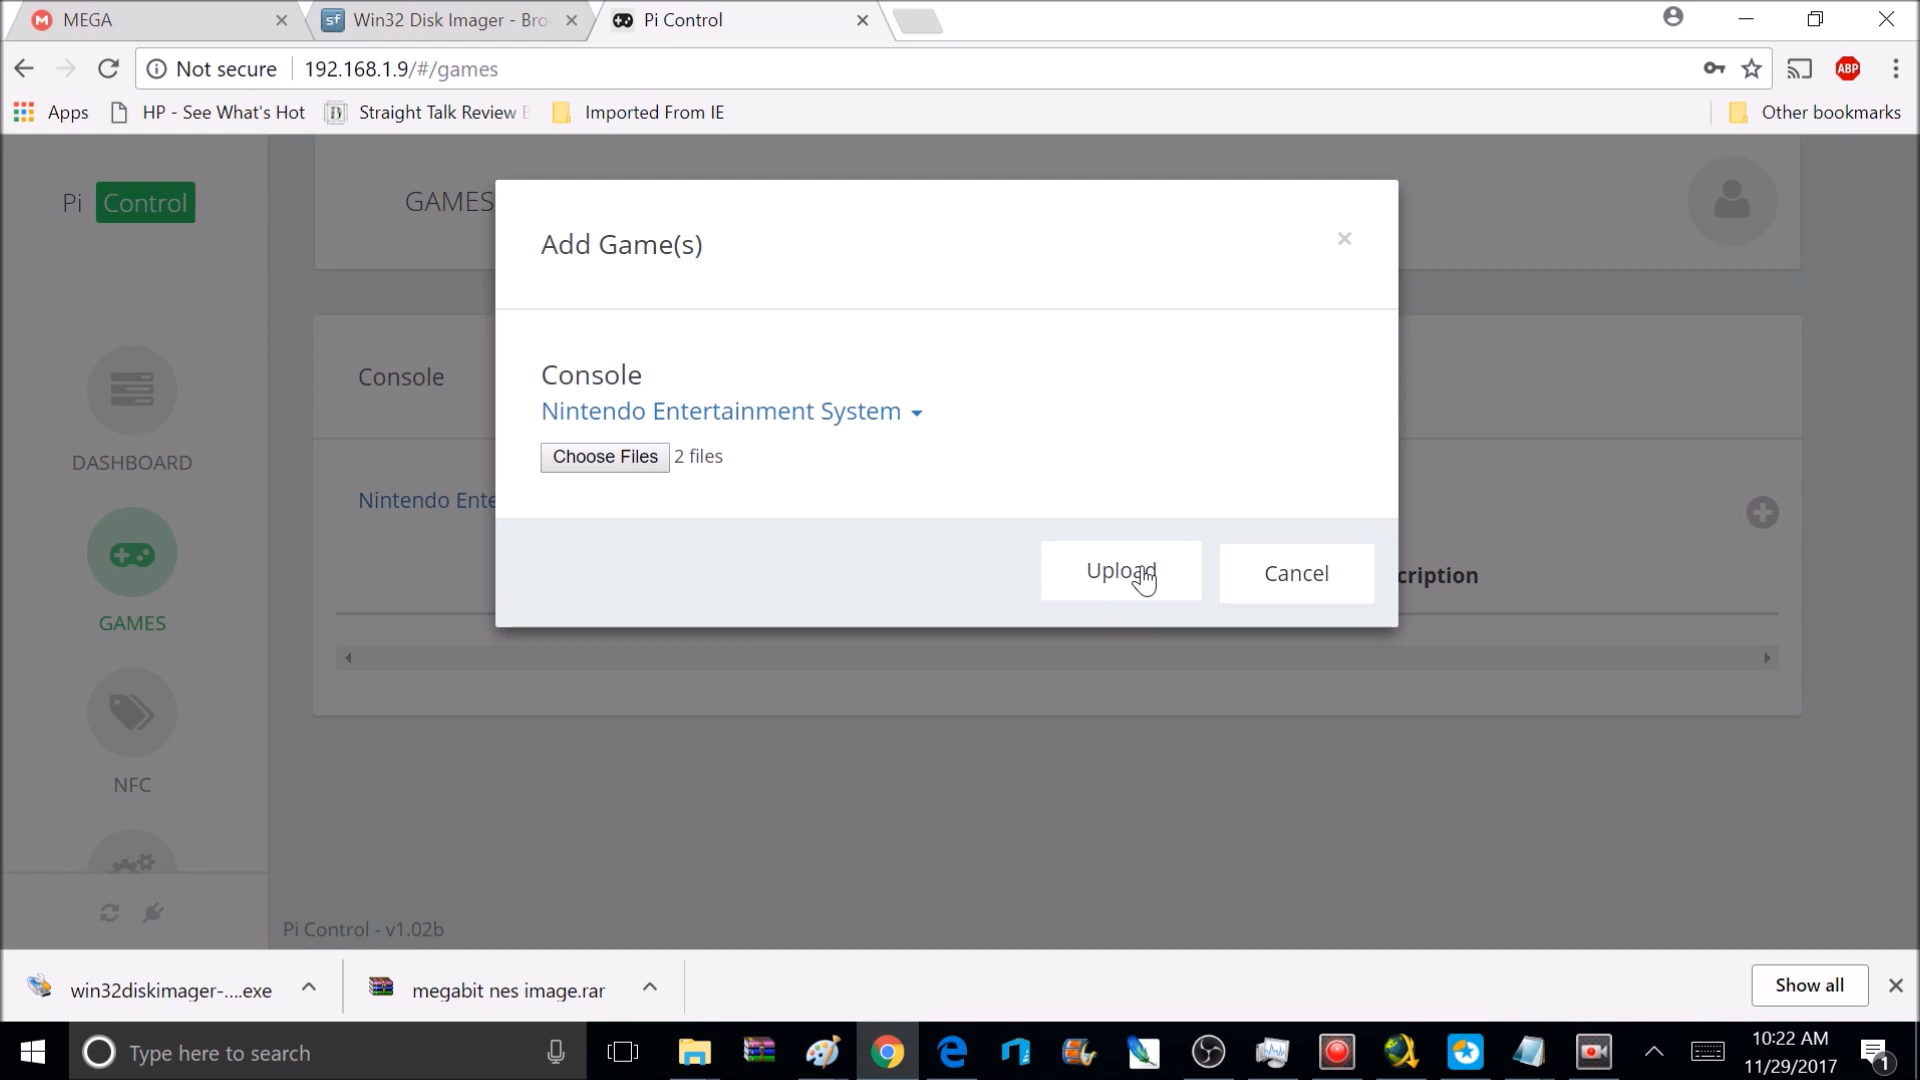 MEGA
Win32 Disk Imager - Bro
Pi Control
Not secure 192.168.1.9/#/games
ABP
Apps
HP - See What's Hot
Straight Talk Review
Imported From IE
Other bookmarks
Pi Control
GAMES
Add Game(s)
×
Console
Console
Nintendo Entertainment System
Choose Files 2 files
DASHBOARD
Nintendo Ente
Upload
Cancel
cription
GAMES
NFC
Pi Control - v1.02b
win32diskimager-....exe
megabit nes image.rar
Show all
Type here to search
10:22 AM
11/29/2017
1